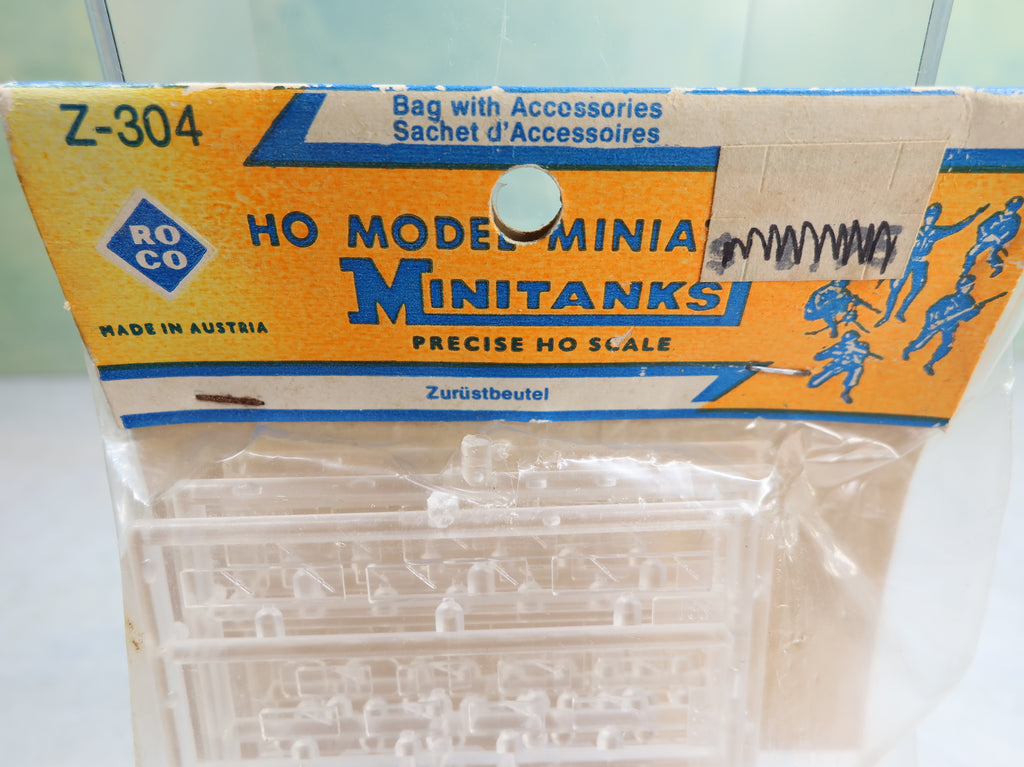 Z-304
Bag with Accessories
Sachet d'Accessoires
RO
CO
HO MODEL MINIA
MINITANKS
MADE IN AUSTRIA
PRECISE HO SCALE
Zurüstbeutel